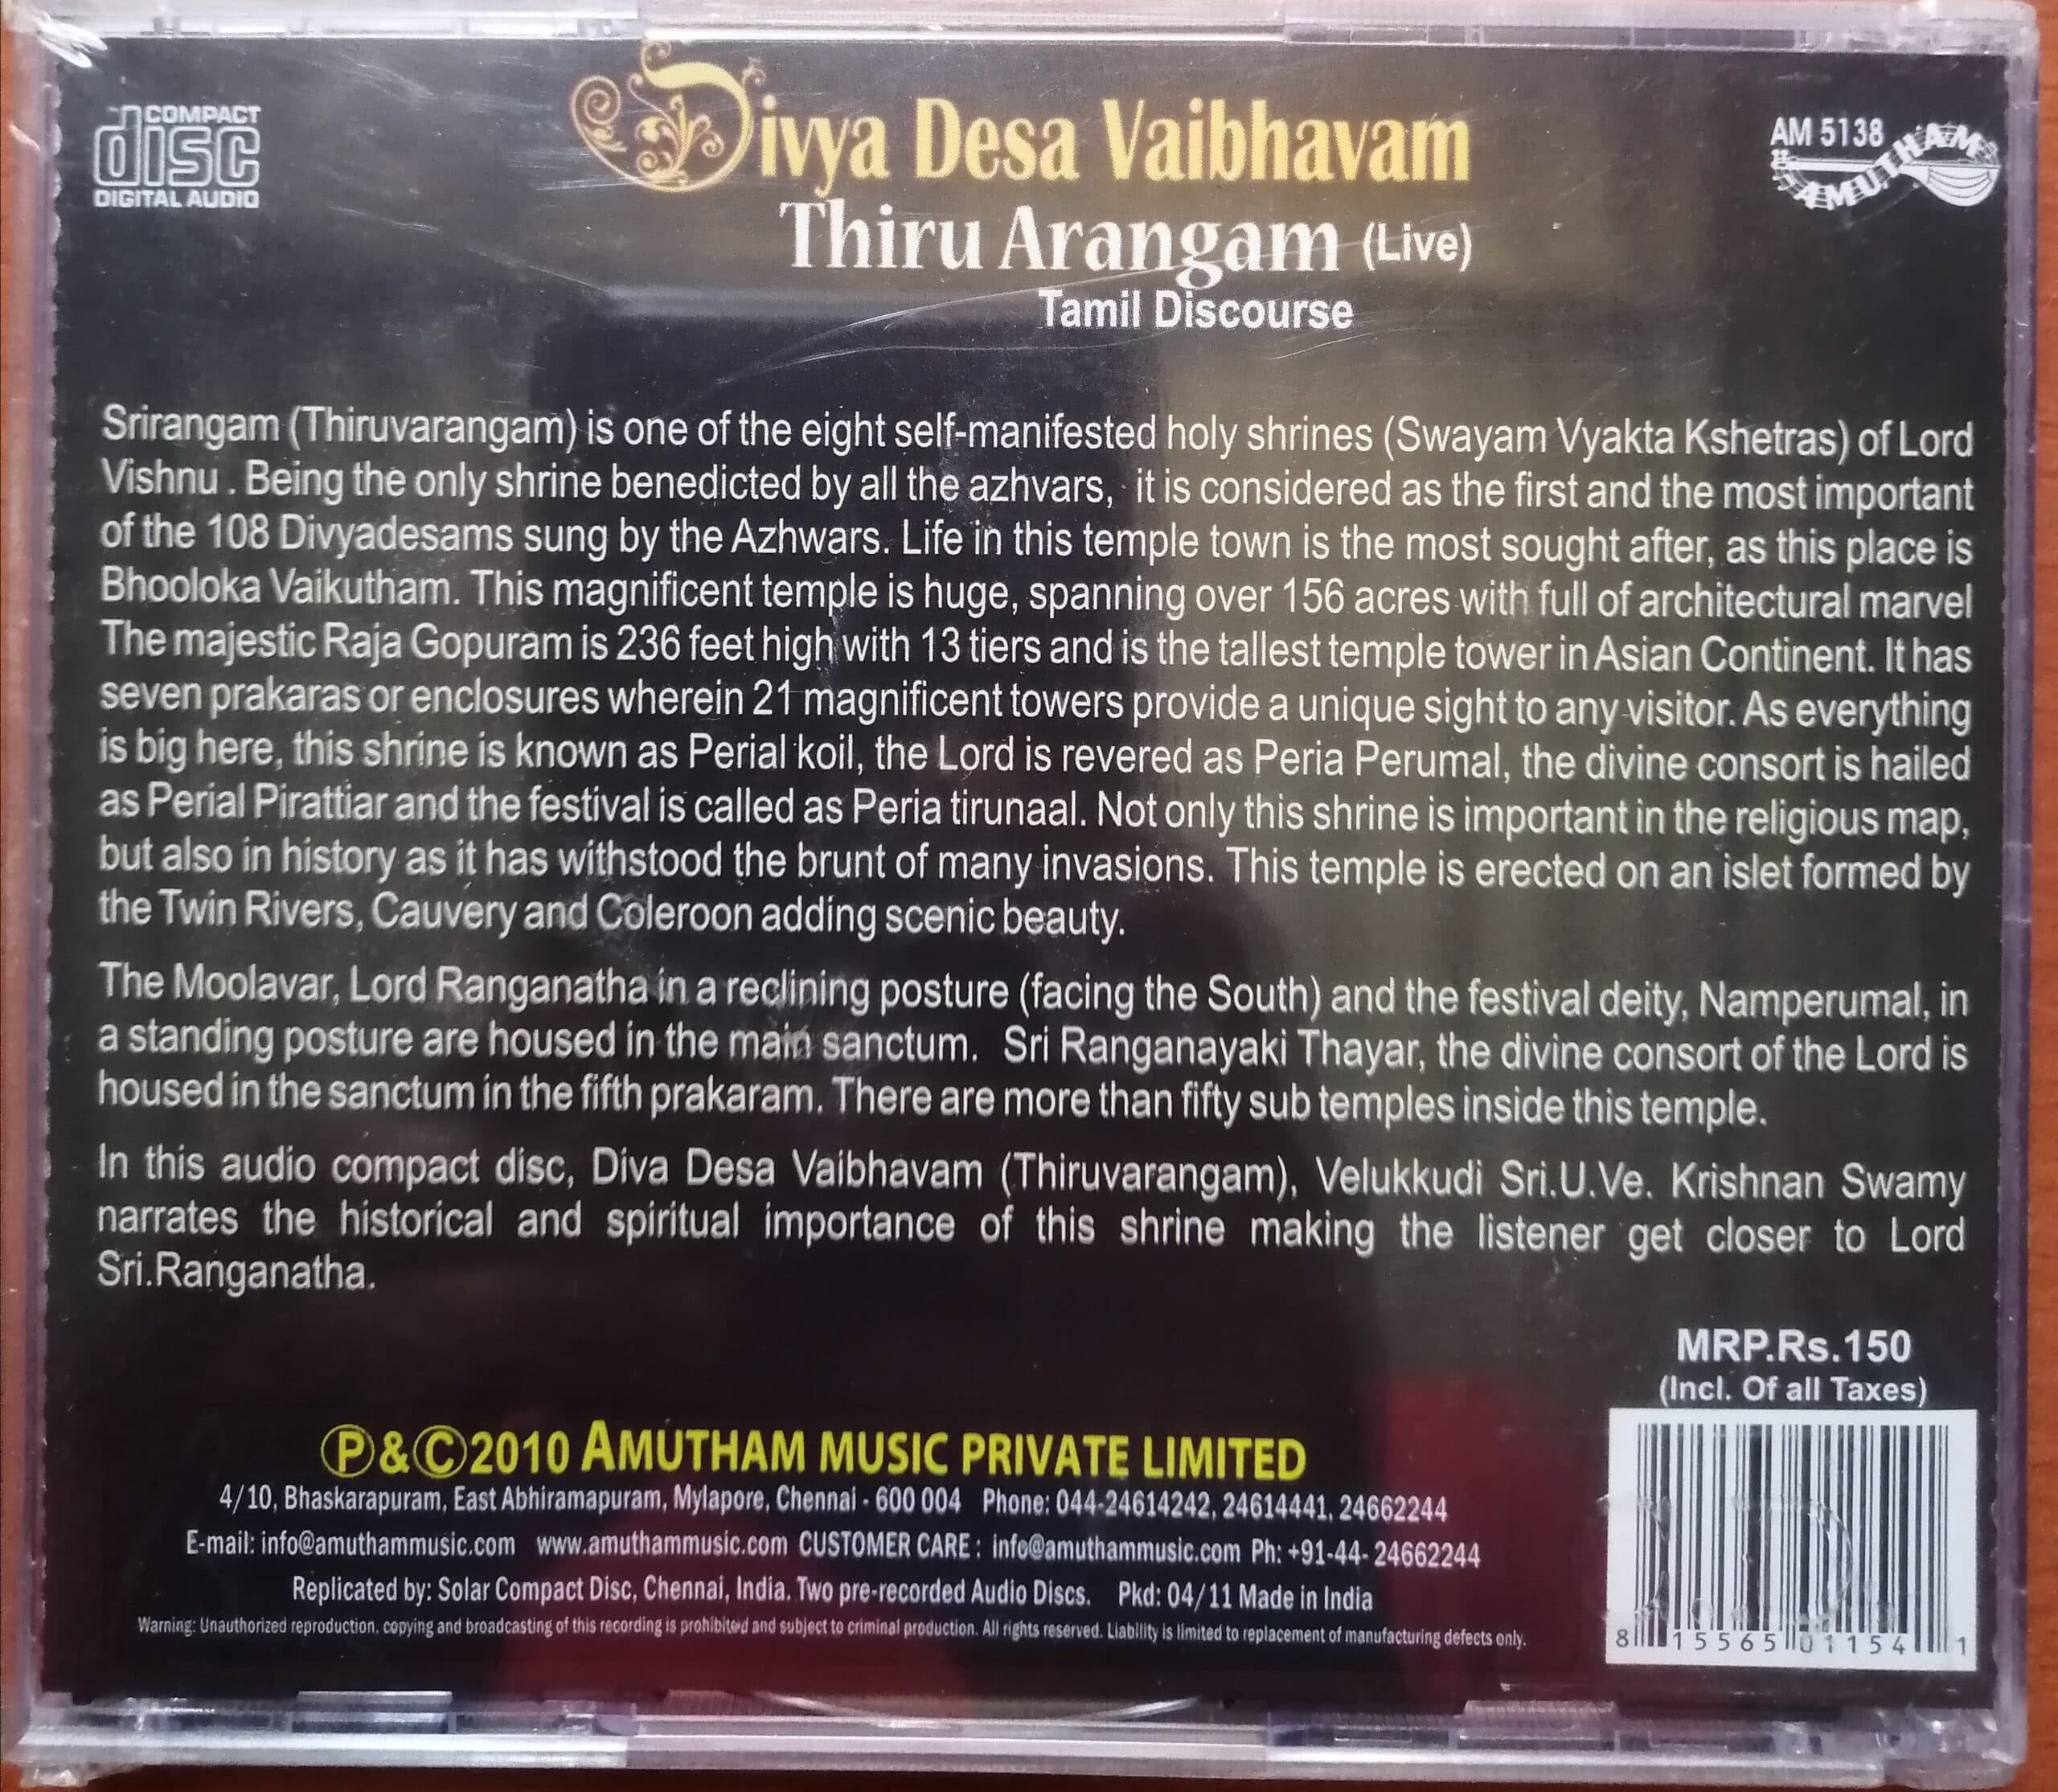 COMPACT
disc
DIGITAL AUDIO
Divya Desa Vaibhavam
AM 5138
AMUTHAM
AMUTHAM
Thiru Arangam (Live)
Tamil Discourse
Srirangam (Thiruvarangam) is one of the eight self-manifested holy shrines (Swayam Vyakta Kshetras) of Lord
Vishnu . Being the only shrine benedicted by all the azhvars, it is considered as the first and the most important
of the 108 Divyadesams sung by the Azhwars. Life in this temple town is the most sought after, as this place is
Bhooloka Vaikutham. This magnificent temple is huge, spanning over 156 acres with full of architectural marvel
The majestic Raja Gopuram is 236 feet high with 13 tiers and is the tallest temple tower in Asian Continent. It has
seven prakaras or enclosures wherein 21 magnificent towers provide a unique sight to any visitor. As everything
is big here, this shrine is known as Perial koil, the Lord is revered as Peria Perumal, the divine consort is hailed
as Perial Pirattiar and the festival is called as Peria tirunaal. Not only this shrine is important in the religious map,
but also in history as it has withstood the brunt of many invasions. This temple is erected on an islet formed by
the Twin Rivers, Cauvery and Coleroon adding scenic beauty.
The Moolavar, Lord Ranganatha in a reclining posture (facing the South) and the festival deity, Namperumal, in
a standing posture are housed in the main sanctum. Sri Ranganayaki Thayar, the divine consort of the Lord is
housed in the sanctum in the fifth prakaram. There are more than fifty sub temples inside this temple.
In this audio compact disc, Diva Desa Vaibhavam (Thiruvarangam), Velukkudi Sri.U.Ve. Krishnan Swamy
narrates the historical and spiritual importance of this shrine making the listener get closer to Lord
Sri.Ranganatha.
MRP.Rs.150
(Incl. Of all Taxes)
Ⓟ&©2010 AMUTHAM MUSIC PRIVATE LIMITED
4/10, Bhaskarapuram, East Abhiramapuram, Mylapore, Chennai - 600 004 Phone: 044-24614242, 24614441, 24662244
E-mail: info@amuthammusic.com www.amuthammusic.com CUSTOMER CARE : info@amuthammusic.com Ph: +91-44- 24662244
Replicated by: Solar Compact Disc, Chennai, India. Two pre-recorded Audio Discs. Pkd: 04/11 Made in India
Warning: Unauthorized reproduction, copying and broadcasting of this recording is prohibited and subject to criminal production. All rights reserved. Liability is limited to replacement of manufacturing defects only.
8 15565 01154 1